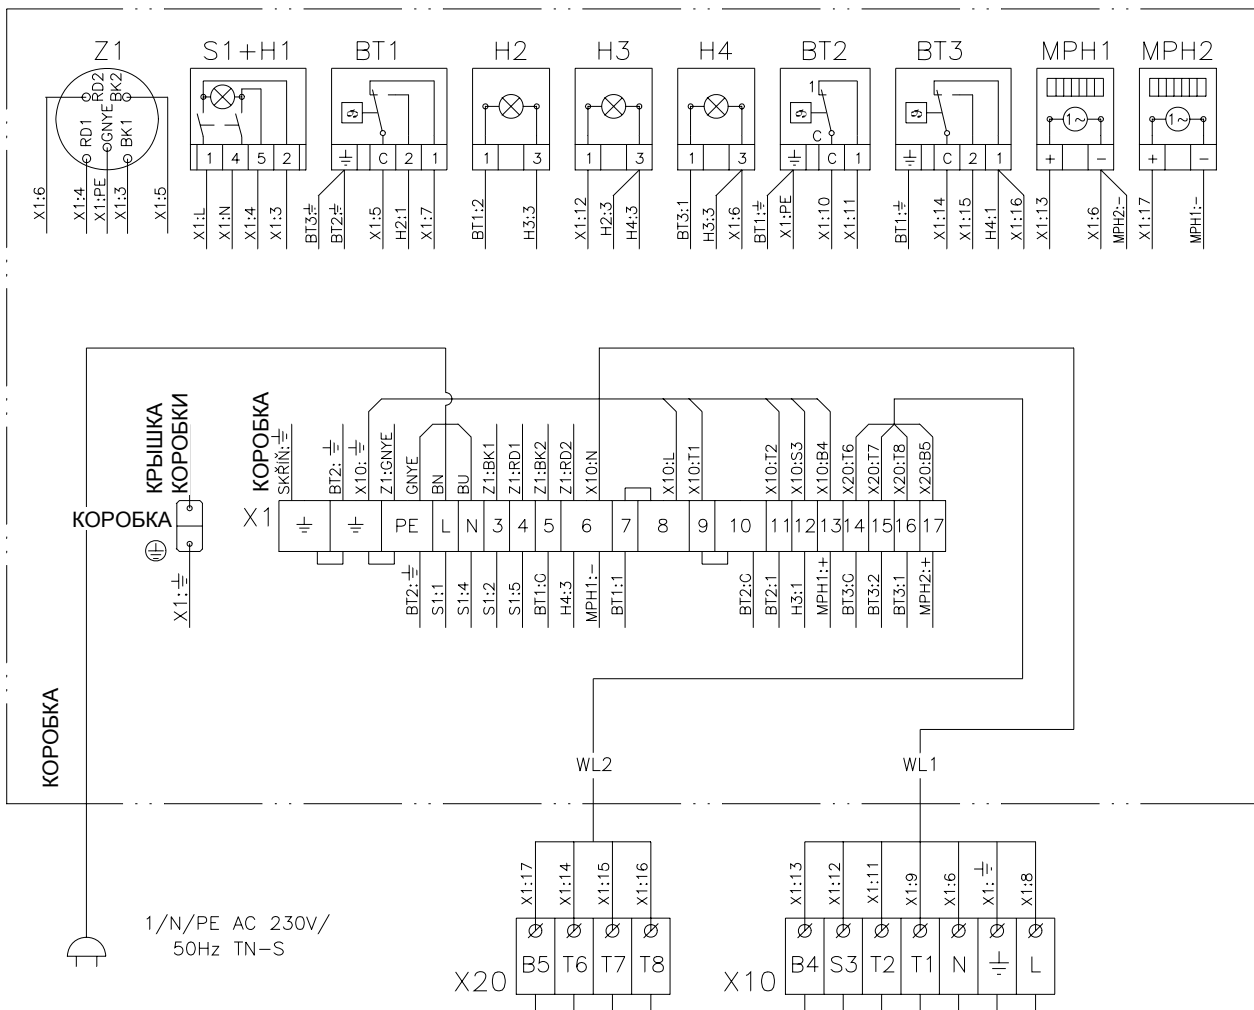 Z1
S1+H1
BT1
H2
H3
H4
BT2
BT3
MPH1
MPH2
RD2
BK2
RD1
GNYE
BK1
X1:6
X1:4
X1:PE
X1:3
X1:5
1 4 5 2
X1:L
X1:N
X1:4
X1:3
ϑ
C 2 1
BT3:
BT2:
X1:5
H2:1
X1:7
1 3
BT1:2
H3:3
1 3
X1:12
H2:3
H4:3
1 3
BT3:1
H3:3
X1:6
1
ϑ
C
C 1
BT1:
X1:PE
X1:10
X1:11
ϑ
C 2 1
BT1:
X1:14
X1:15
H4:1
X1:16
1~
+ −
X1:13
X1:6
MPH2:-
1~
+ −
X1:17
MPH1:-
КРЫШКА
КОРОБКИ
КОРОБКА
X1:
КОРОБКА
SKŘÍŇ:
BT2:
X10:
Z1:GNYE
GNYE
BN
BU
Z1:BK1
Z1:RD1
Z1:BK2
Z1:RD2
X10:N
X10:L
X10:T1
X10:T2
X10:S3
X10:B4
X20:T6
X20:T7
X20:T8
X20:B5
X1
PE L N 3 4 5 6 7 8 9 10 11 12 13 14 15 16 17
BT2:
S1:1
S1:4
S1:2
S1:5
BT1:C
H4:3
MPH1:-
BT1:1
BT2:C
BT2:1
H3:1
MPH1:+
BT3:C
BT3:2
BT3:1
MPH2:+
КОРОБКА
WL2
WL1
1/N/PE AC 230V/
50Hz TN-S
X1:17
X1:14
X1:15
X1:16
X20
B5 T6 T7 T8
X1:13
X1:12
X1:11
X1:9
X1:6
X1:
X1:8
X10
B4 S3 T2 T1 N L